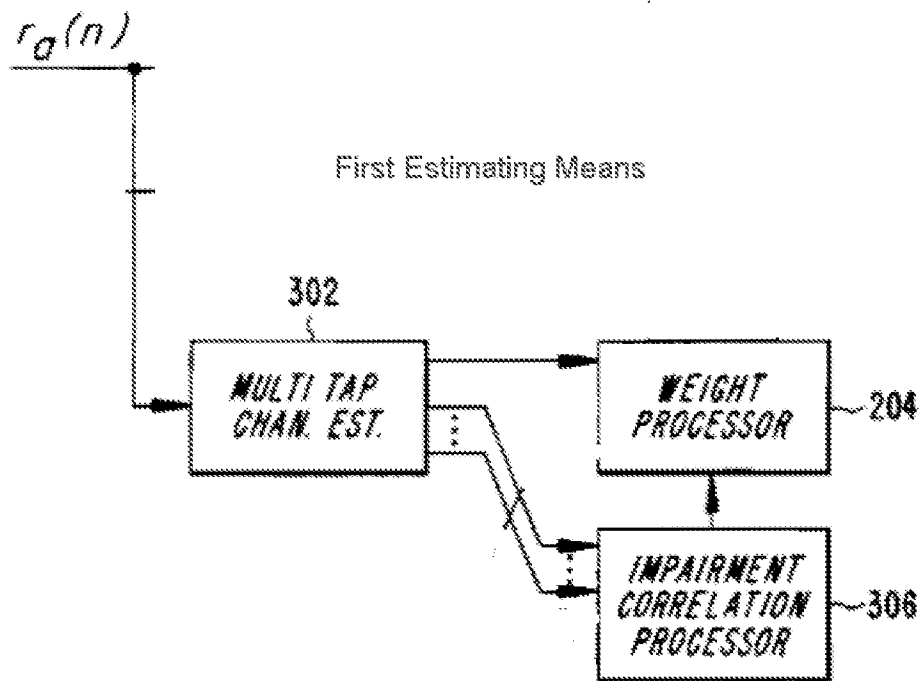 r_a(n)
First Estimating Means
302
MULTI TAP
CHAN. EST.
WEIGHT
PROCESSOR
204
IMPAIRMENT
CORRELATION
PROCESSOR
306